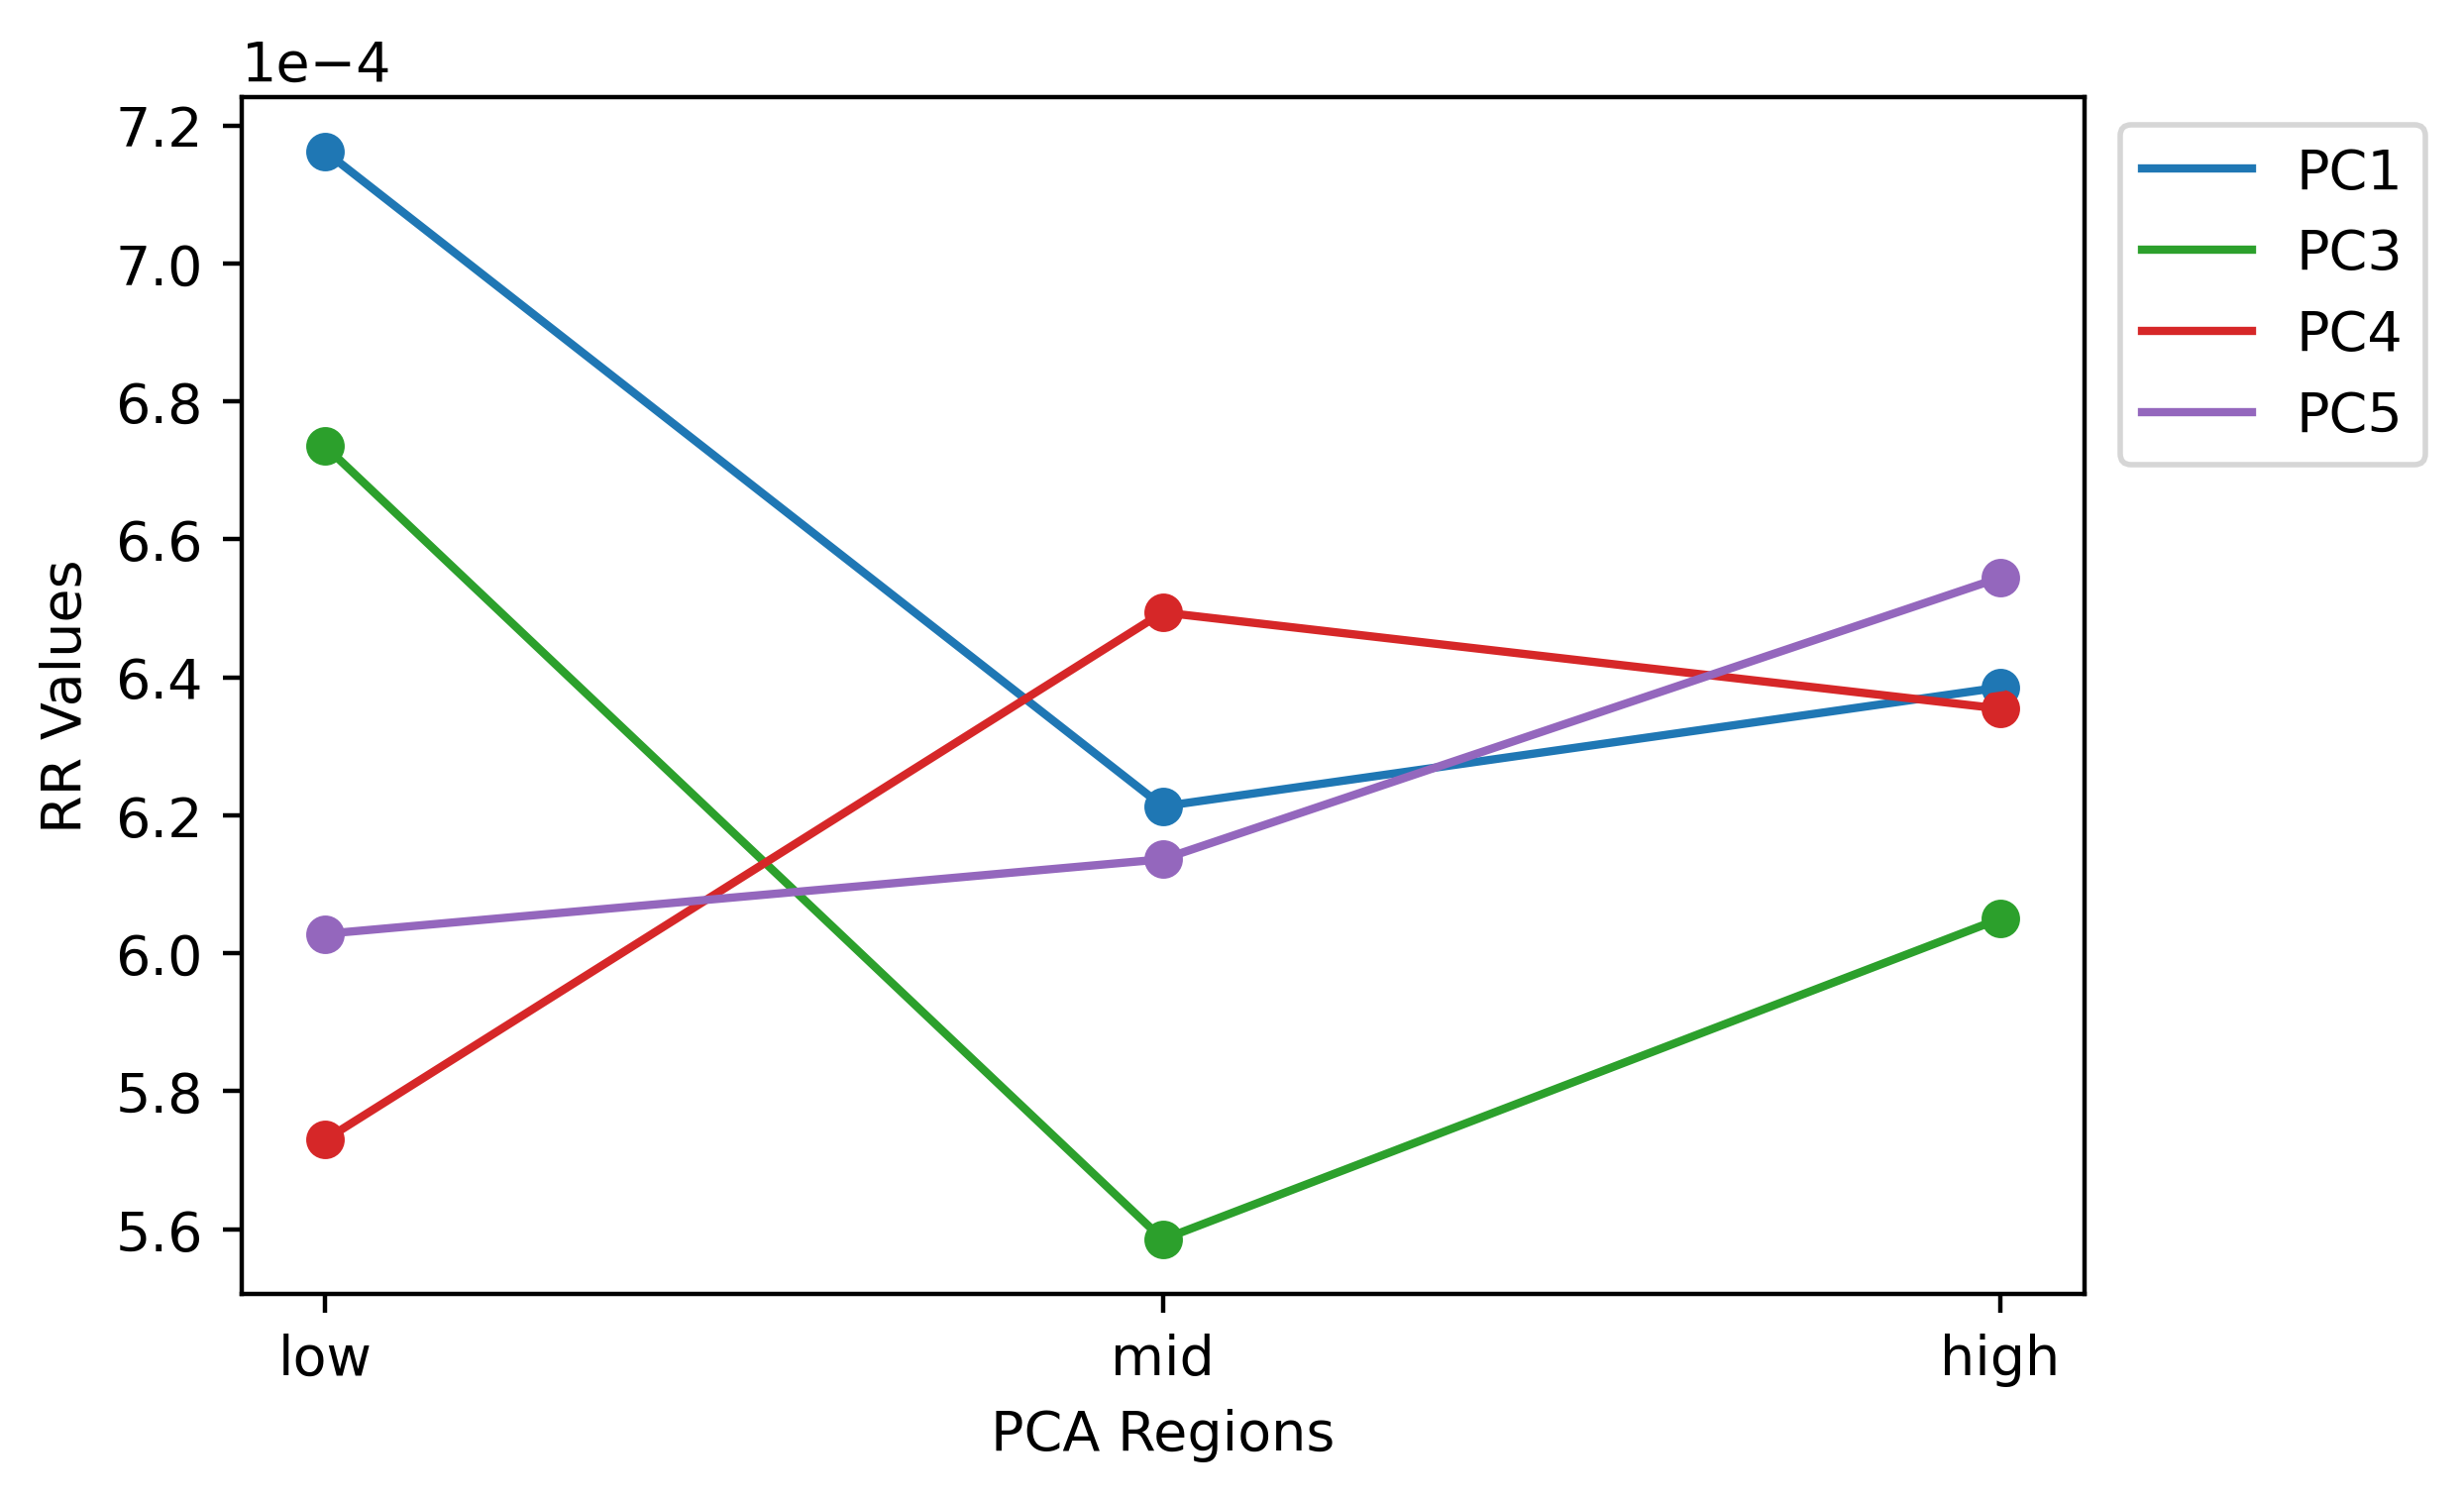 1e−4
7.2
7.0
6.8
6.6
6.4
6.2
6.0
5.8
5.6
RR Values
low
mid
high
PCA Regions
PC1
PC3
PC4
PC5